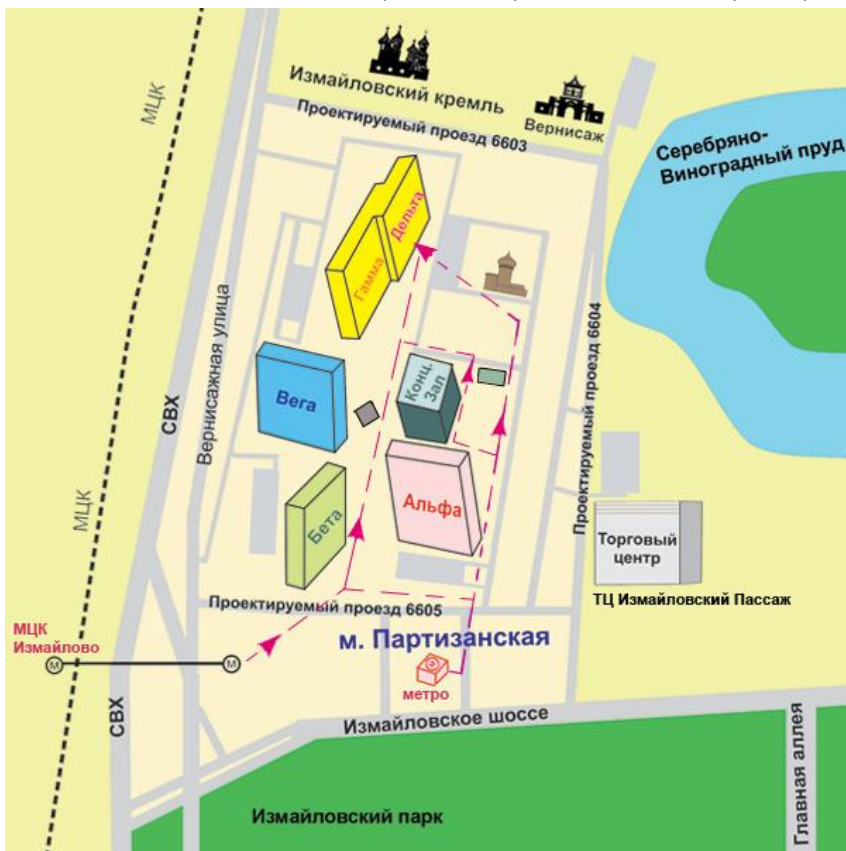 МЦК
Измайловский кремль
Вернисаж
Проектируемый проезд 6603
Серебряно-
Виноградный пруд
Дельта
Гамма
Вернисажная улица
Проектируемый проезд 6604
Конц.
Зал
Вега
СВХ
МЦК
Альфа
Бета
Торговый
центр
ТЦ Измайловский Пассаж
Проектируемый проезд 6605
МЦК
Измайлово
м. Партизанская
М
М
метро
СВХ
Измайловское шоссе
Главная аллея
Измайловский парк